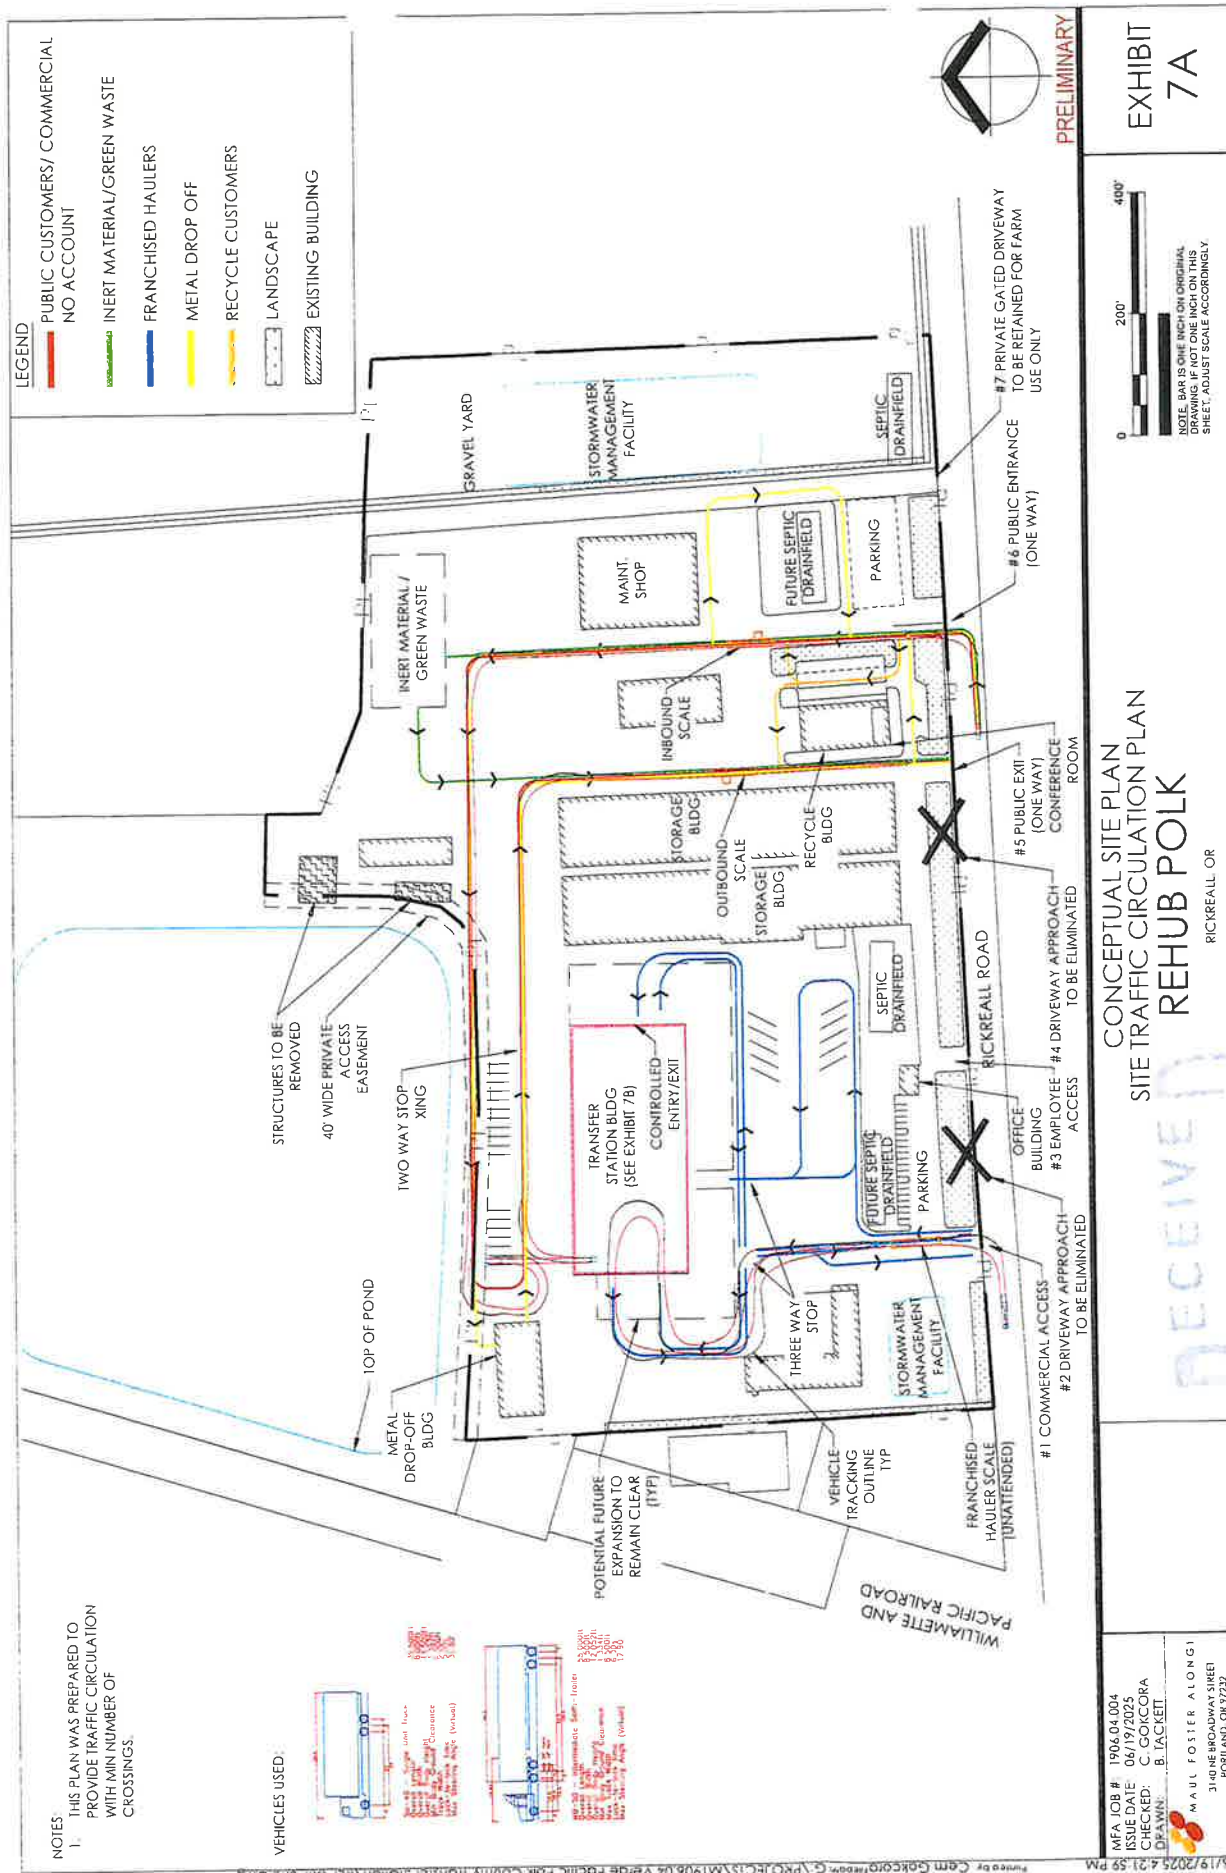 LEGEND
PUBLIC CUSTOMERS/ COMMERCIAL
NO ACCOUNT
INERT MATERIAL/GREEN WASTE
FRANCHISED HAULERS
METAL DROP OFF
RECYCLE CUSTOMERS
LANDSCAPE
EXISTING BUILDING
NOTES:
1. THIS PLAN WAS PREPARED TO
PROVIDE TRAFFIC CIRCULATION
WITH MIN NUMBER OF
CROSSINGS.
VEHICLES USED:
TOP OF POND
METAL
DROP-OFF
BLDG
POTENTIAL FUTURE
EXPANSION TO
REMAIN CLEAR
(TYP)
VEHICLE
TRACKING
OUTLINE
TYP
WILLIAMETTE AND
PACIFIC RAILROAD
FRANCHISED
HAULER SCALE
(UNATTENDED)
STRUCTURES TO BE
REMOVED
40' WIDE PRIVATE
ACCESS
EASEMENT
TWO WAY STOP
XING
TRANSFER
STATION BLDG
(SEE EXHIBIT 7B)
CONTROLLED
ENTRY/EXIT
THREE WAY
STOP
STORMWATER
MANAGEMENT
FACILITY
FUTURE SEPTIC
DRAINFIELD
PARKING
SEPTIC
DRAINFIELD
OFFICE
BUILDING
STORAGE
BLDG
STORAGE
BLDG
OUTBOUND
SCALE
INBOUND
SCALE
RECYCLE
BLDG
INERT MATERIAL /
GREEN WASTE
MAINT.
SHOP
FUTURE SEPTIC
DRAINFIELD
PARKING
GRAVEL YARD
STORMWATER
MANAGEMENT
FACILITY
SEPTIC
DRAINFIELD
RICKREALL ROAD
#1 COMMERCIAL ACCESS
#2 DRIVEWAY APPROACH
TO BE ELIMINATED
#3 EMPLOYEE
ACCESS
#4 DRIVEWAY APPROACH
TO BE ELIMINATED
#5 PUBLIC EXIT
(ONE WAY)
CONFERENCE
ROOM
#6 PUBLIC ENTRANCE
(ONE WAY)
#7 PRIVATE GATED DRIVEWAY
TO BE RETAINED FOR FARM
USE ONLY
PRELIMINARY
MFA JOB #: 1906.04.004
ISSUE DATE: 06/19/2025
CHECKED: C. GOKCORA
DRAWN: B. TACKETT
MAUL FOSTER ALONGI
3140 NE BROADWAY STREET
PORTLAND, OR 97232
CONCEPTUAL SITE PLAN
SITE TRAFFIC CIRCULATION PLAN
REHUB POLK
RICKREALL, OR
0 200' 400'
NOTE: BAR IS ONE INCH ON ORIGINAL
DRAWING. IF NOT ONE INCH ON THIS
SHEET, ADJUST SCALE ACCORDINGLY.
EXHIBIT
7A